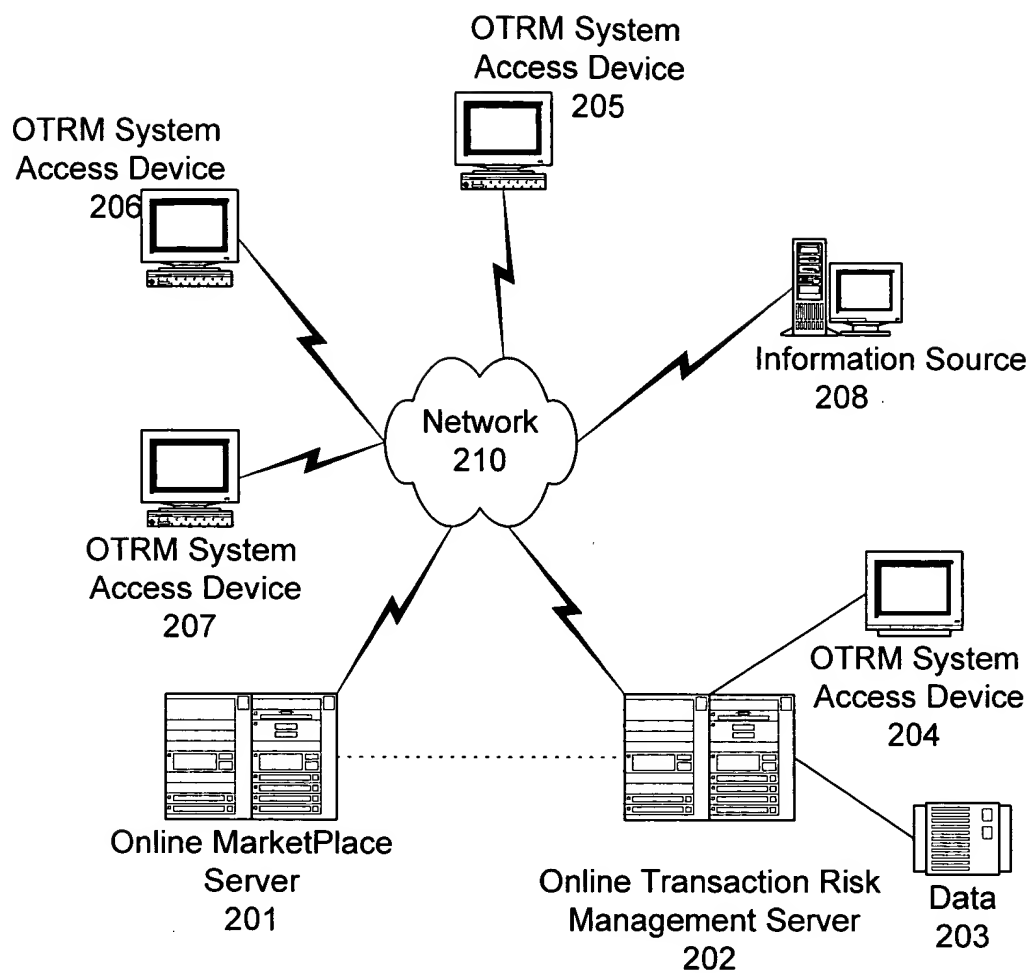 OTRM System
Access Device
205
OTRM System
Access Device
206
Information Source
208
Network
210
OTRM System
Access Device
207
OTRM System
Access Device
204
Online MarketPlace
Server
201
Online Transaction Risk
Management Server
202
Data
203